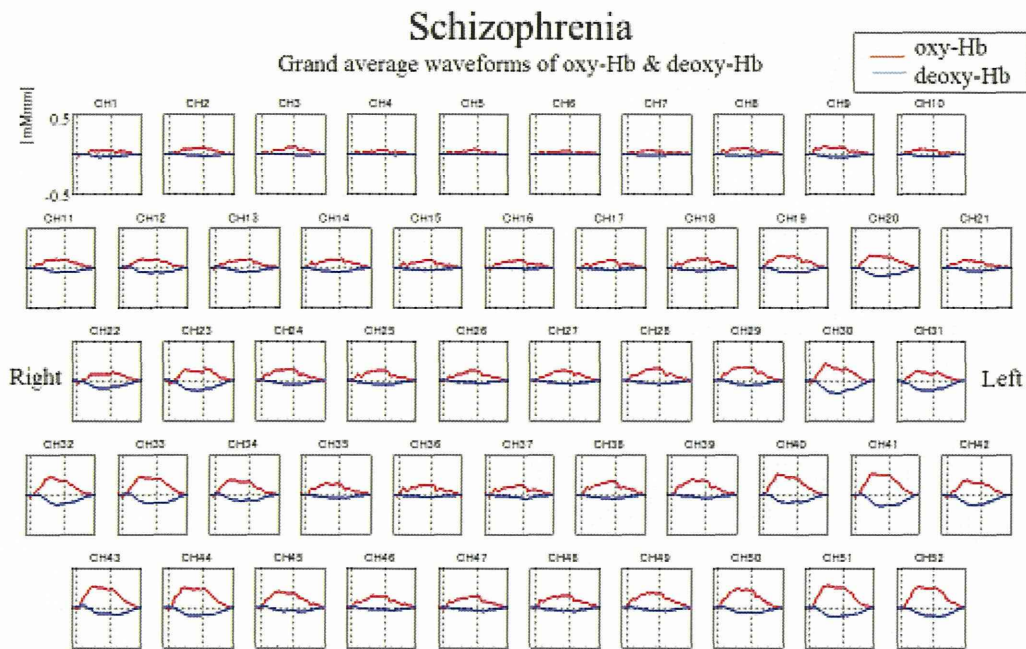 Schizophrenia
Grand average waveforms of oxy-Hb & deoxy-Hb
oxy-Hb
deoxy-Hb
[mMmm]
0.5
-0.5
CH1 CH2 CH3 CH4 CH5 CH6 CH7 CH8 CH9 CH10
CH11 CH12 CH13 CH14 CH15 CH16 CH17 CH18 CH19 CH20 CH21
CH22 CH23 CH24 CH25 CH26 CH27 CH28 CH29 CH30 CH31
Right
Left
CH32 CH33 CH34 CH35 CH36 CH37 CH38 CH39 CH40 CH41 CH42
CH43 CH44 CH45 CH46 CH47 CH48 CH49 CH50 CH51 CH52